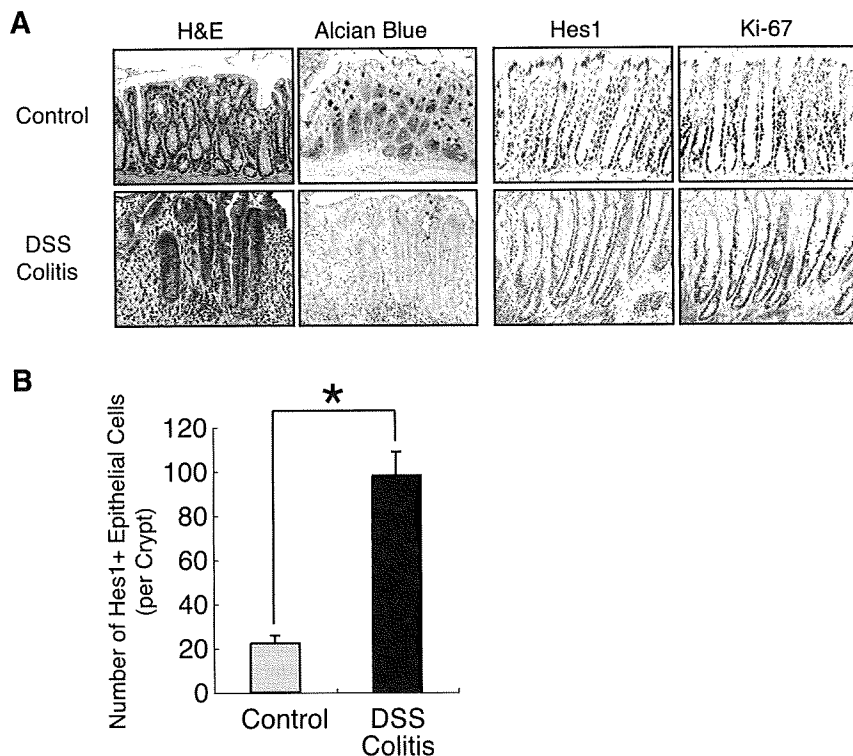 A
H&E
Alcian Blue
Hes1
Ki-67
Control
DSS
Colitis
B
*
Number of Hes1+ Epithelial Cells
(per Crypt)
120
100
80
60
40
20
0
Control
DSS
Colitis